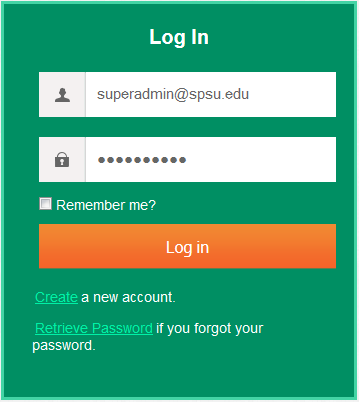 Log In
superadmin@spsu.edu
••••••••••
Remember me?
Log in
Create a new account.
Retrieve Password if you forgot your
password.